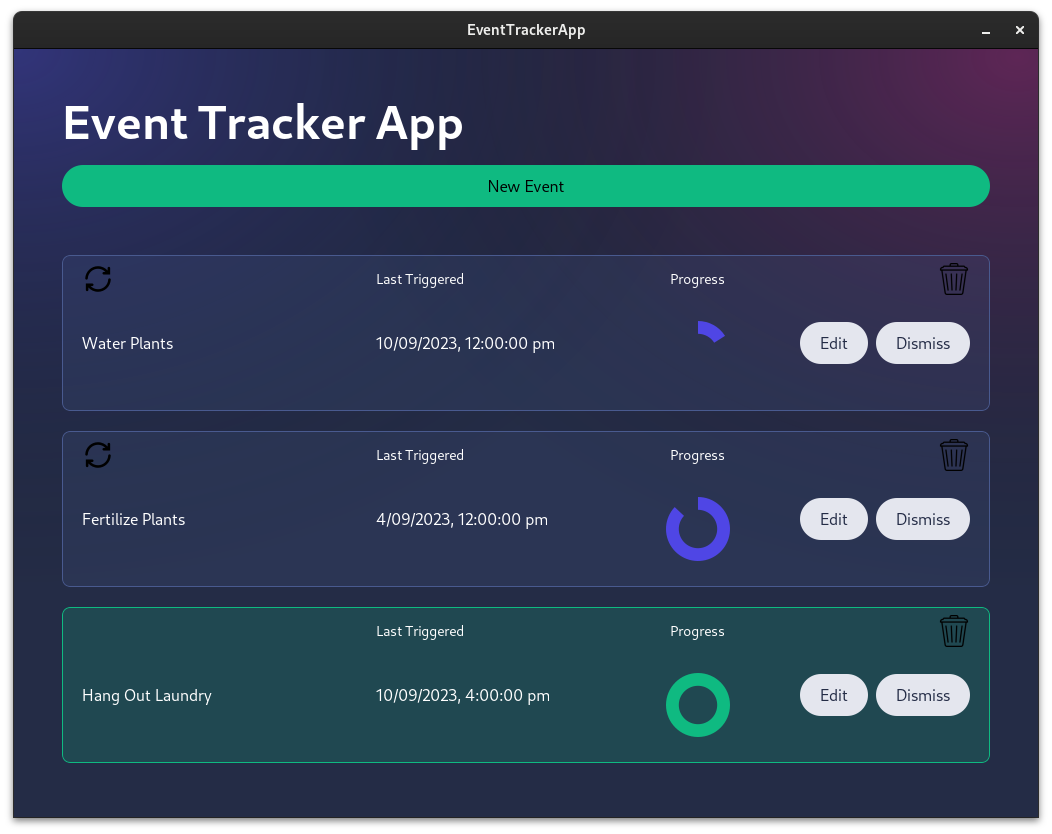 EventTrackerApp
Event Tracker App
New Event
Last Triggered Progress
Water Plants 10/09/2023, 12:00:00 pm Edit Dismiss
Last Triggered Progress
Fertilize Plants 4/09/2023, 12:00:00 pm Edit Dismiss
Last Triggered Progress
Hang Out Laundry 10/09/2023, 4:00:00 pm Edit Dismiss